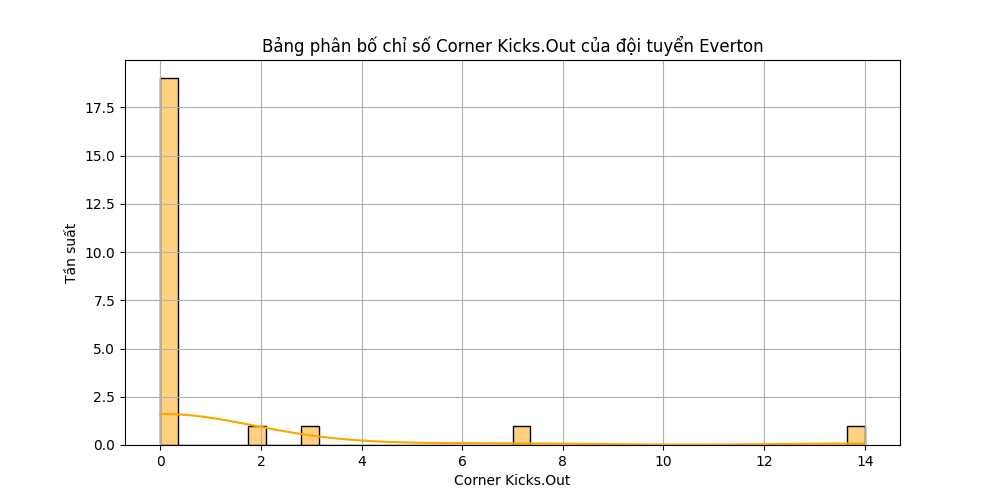 Bảng phân bố chỉ số Corner Kicks.Out của đội tuyển Everton
Tần suất
17.5
15.0
12.5
10.0
7.5
5.0
2.5
0.0
0 2 4 6 8 10 12 14
Corner Kicks.Out